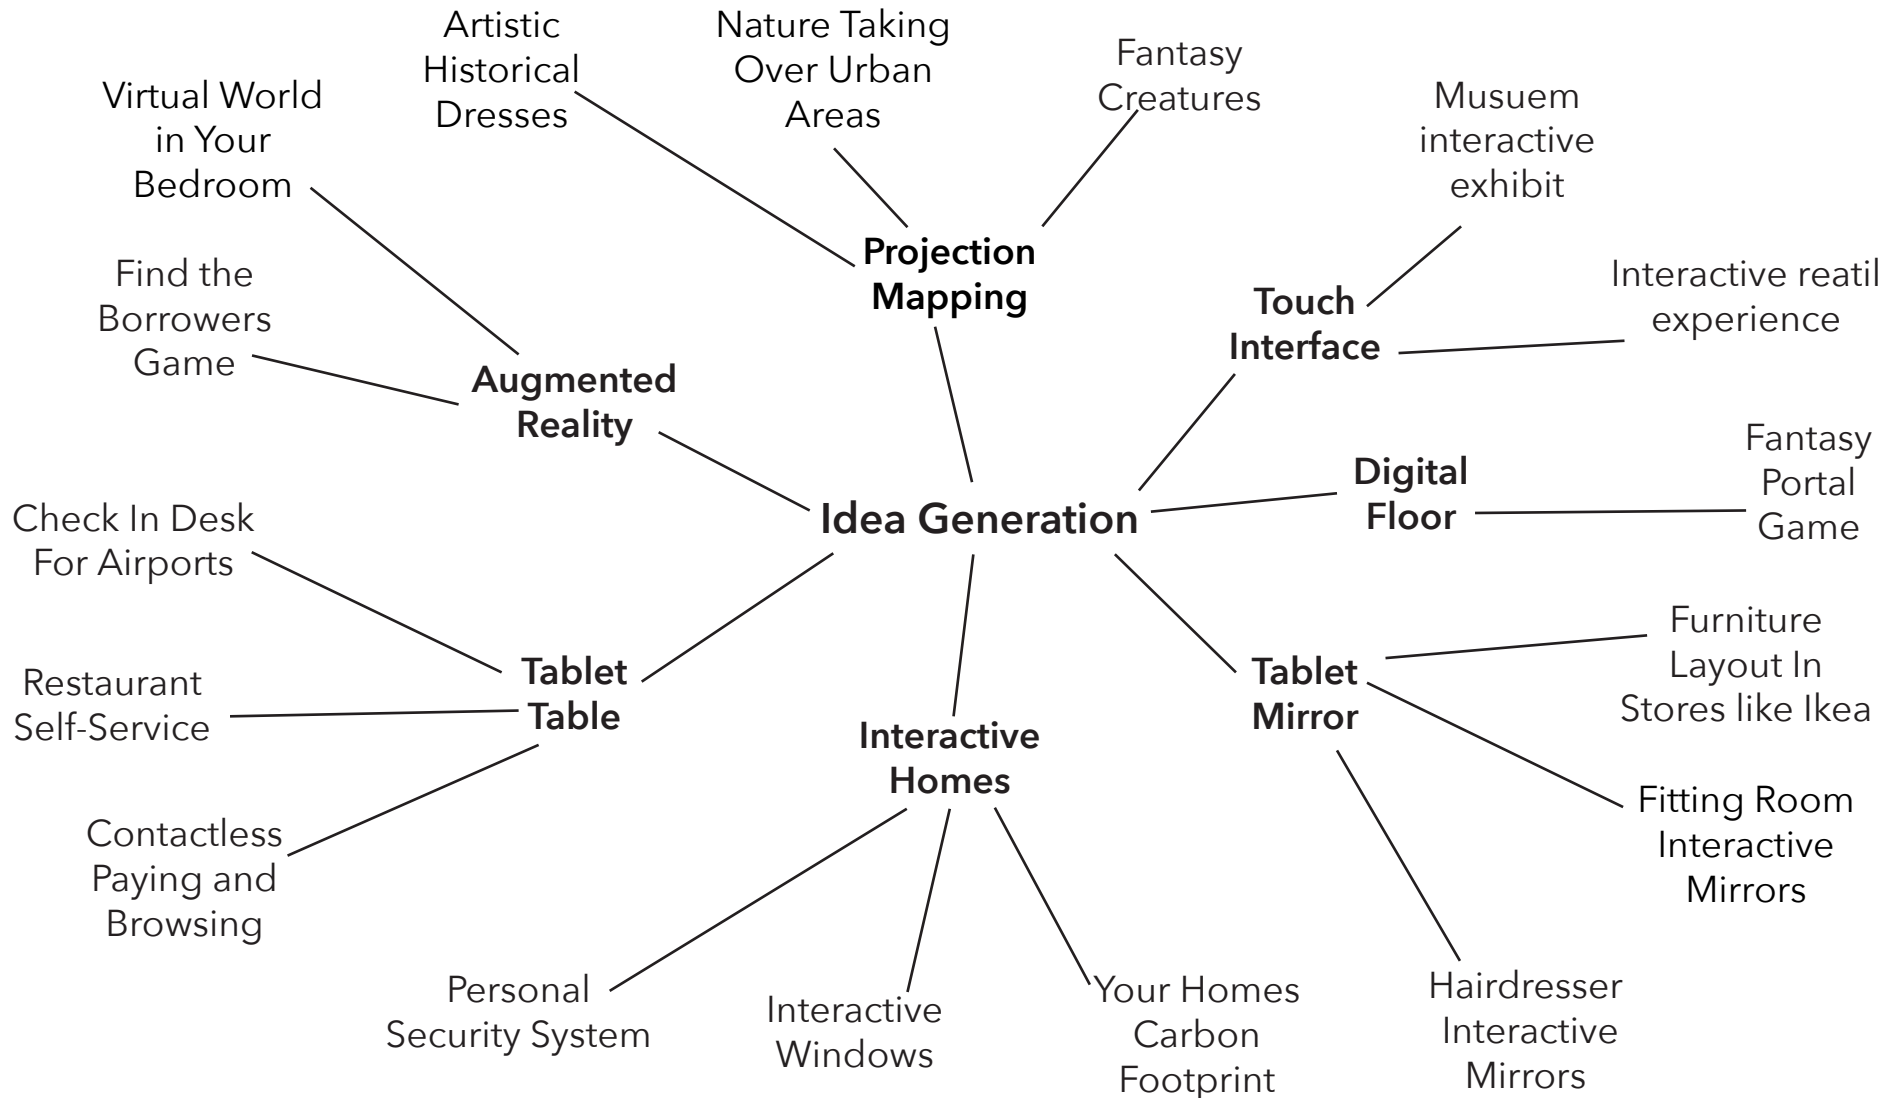 Artistic
Historical
Dresses
Nature Taking
Over Urban
Areas
Fantasy
Creatures
Virtual World
in Your
Bedroom
Musuem
interactive
exhibit
Find the
Borrowers
Game
Projection
Mapping
Touch
Interface
Interactive reatil
experience
Augmented
Reality
Digital
Floor
Fantasy
Portal
Game
Idea Generation
Check In Desk
For Airports
Restaurant
Self-Service
Tablet
Table
Contactless
Paying and
Browsing
Interactive
Homes
Tablet
Mirror
Furniture
Layout In
Stores like Ikea
Fitting Room
Interactive
Mirrors
Personal
Security System
Interactive
Windows
Your Homes
Carbon
Footprint
Hairdresser
Interactive
Mirrors